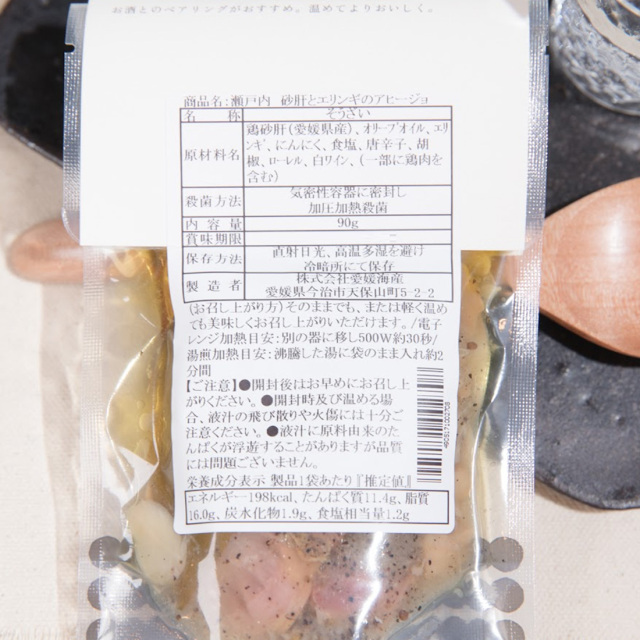 お酒とのペアリングがおすすめ。温めてよりおいしく。
商品名:瀬戸内 砂肝とエリンギのアヒージョ
名 称 そうざい
原材料名 鶏砂肝(愛媛県産)、オリーブオイル、エリ
ンギ、にんにく、食塩、唐辛子、胡
椒、ローレル、白ワイン、(一部に鶏肉を
含む)
殺菌方法 気密性容器に密封し
加圧加熱殺菌
内 容 量 90g
賞味期限
保存方法 直射日光、高温多湿を避け
冷暗所にて保存
製 造 者 株式会社愛媛海産
愛媛県今治市天保山町5-2-2
(お召し上がり方)そのままでも、または軽く温め
ても美味しくお召し上がりいただけます。/電子
レンジ加熱目安:別の器に移し500W約30秒/
湯煎加熱目安:沸騰した湯に袋のまま入れ約2
分間
【ご注意】●開封後はお早めにお召し上
がりください。●開封時及び温める場
合、液汁の飛び散りや火傷には十分ご
注意ください。●液汁に原料由来のた
んぱくが浮遊することがありますが品質
には問題ございません。
栄養成分表示 製品1袋あたり『推定値』
エネルギー198kcal、たんぱく質11.4g、脂質
16.0g、炭水化物1.9g、食塩相当量1.2g